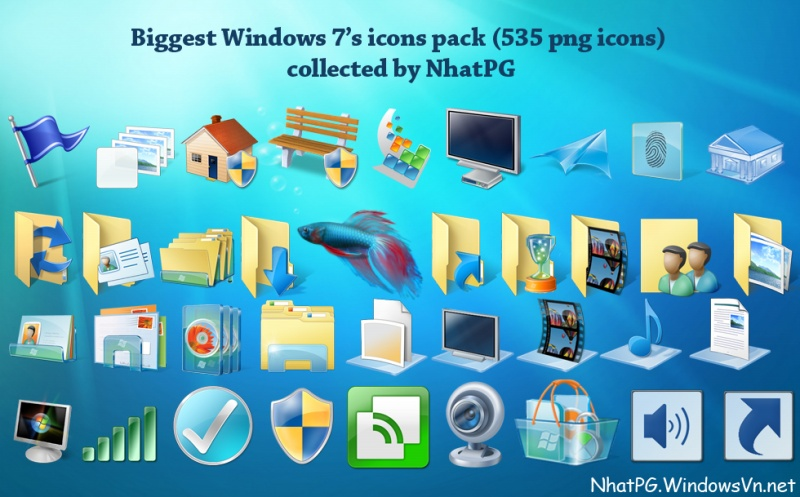 Biggest Windows 7's icons pack (535 png icons)
collected by NhatPG
NhatPG.WindowsVn.net